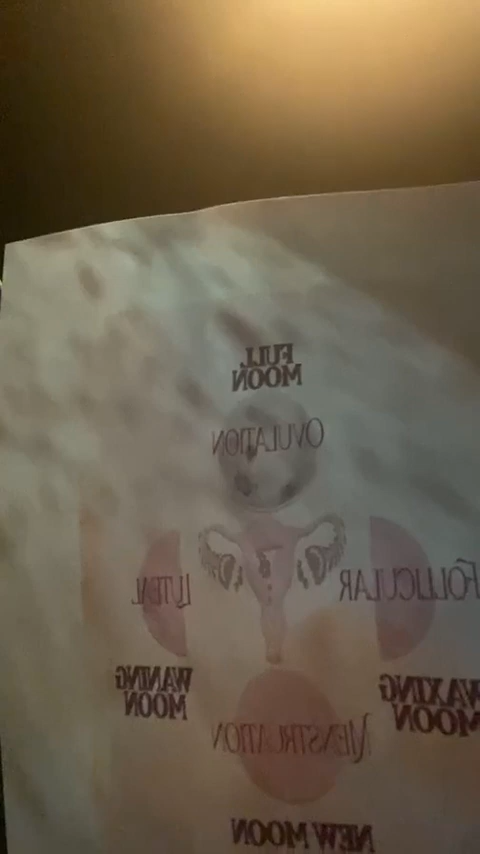 FULL
MOON
OVULATION
LUTEAL
FOLLICULAR
WANING
MOON
WAXING
MOON
MENSTRUATION
NEW MOON